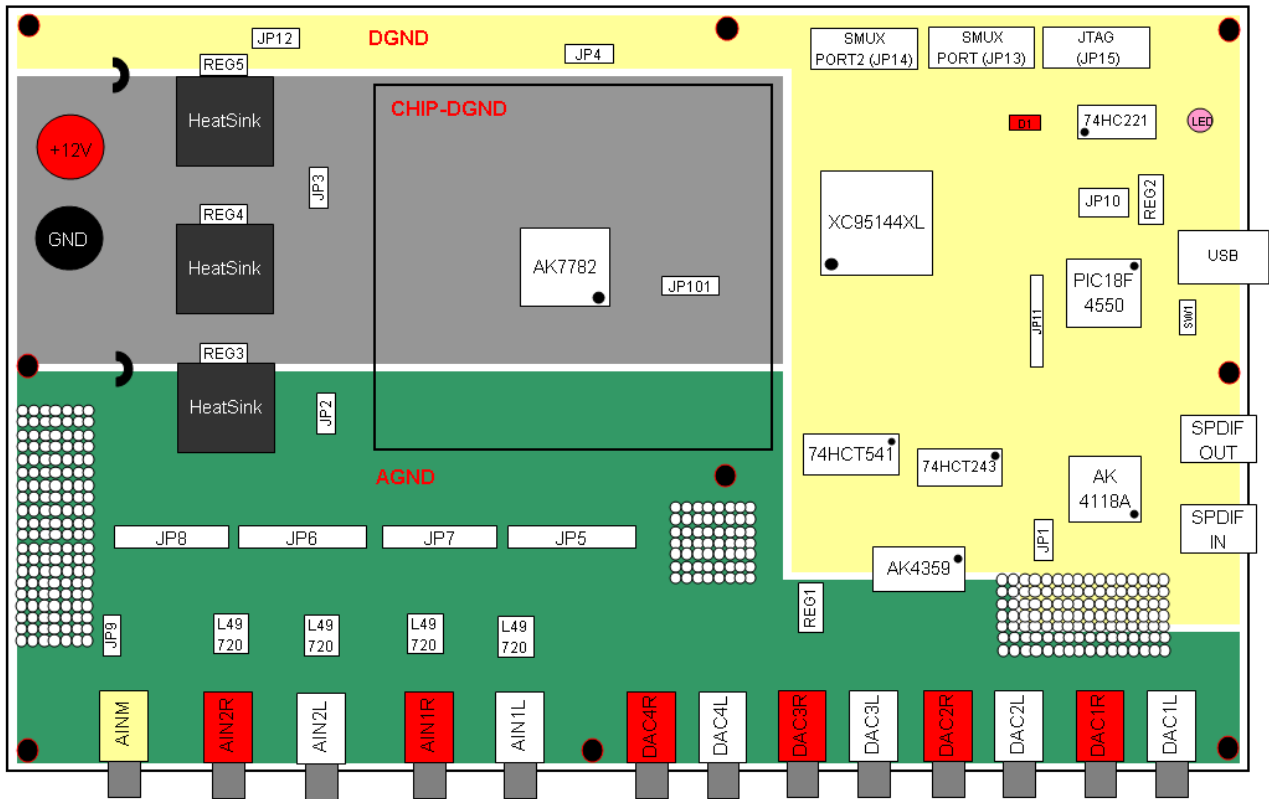 JP12
DGND
JP4
SMUX
PORT2 (JP14)
SMUX
PORT (JP13)
JTAG
(JP15)
REG5
HeatSink
CHIP-DGND
D1
74HC221
LED
+12V
JP3
XC95144XL
JP10
REG2
REG4
HeatSink
GND
AK7782
JP101
USB
PIC18F
4550
JP11
SW1
REG3
HeatSink
JP2
SPDIF
OUT
74HCT541
74HCT243
AGND
AK
4118A
SPDIF
IN
JP8
JP6
JP7
JP5
JP1
AK4359
REG1
JP9
L49
720
L49
720
L49
720
L49
720
AINM
AIN2R
AIN2L
AIN1R
AIN1L
DAC4R
DAC4L
DAC3R
DAC3L
DAC2R
DAC2L
DAC1R
DAC1L